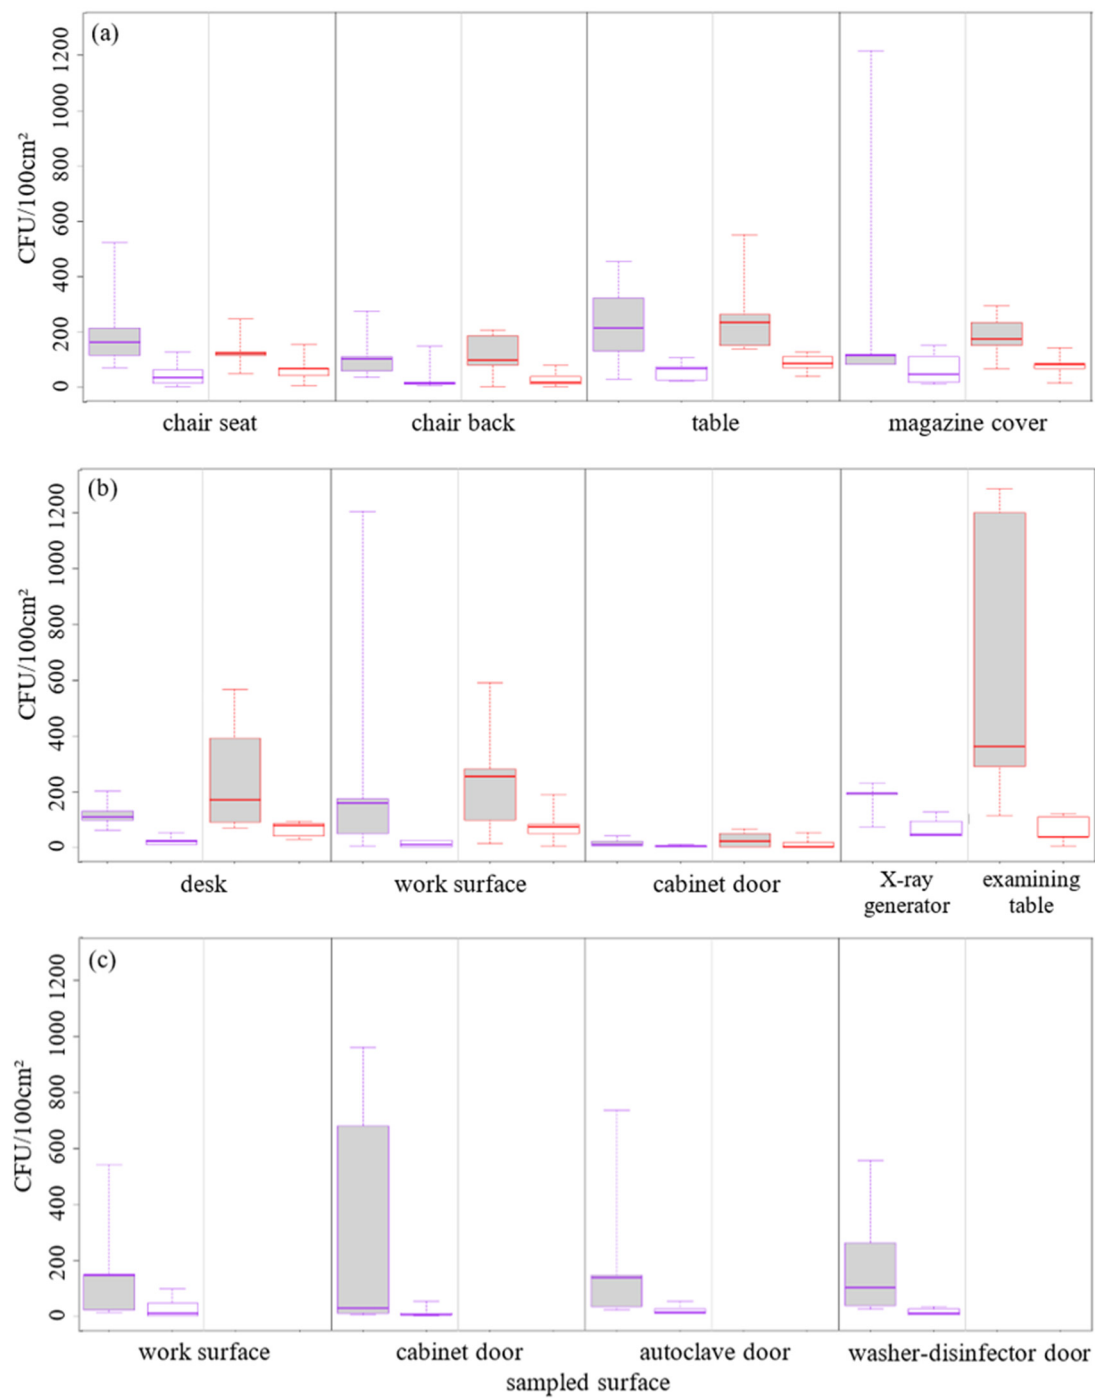 (a)
CFU/100cm²
1200
1000
800
600
400
200
0
chair seat
chair back
table
magazine cover
(b)
CFU/100cm²
1200
1000
800
600
400
200
0
desk
work surface
cabinet door
X-ray
generator
examining
table
(c)
CFU/100cm²
1200
1000
800
600
400
200
0
work surface
cabinet door
autoclave door
washer-disinfector door
sampled surface